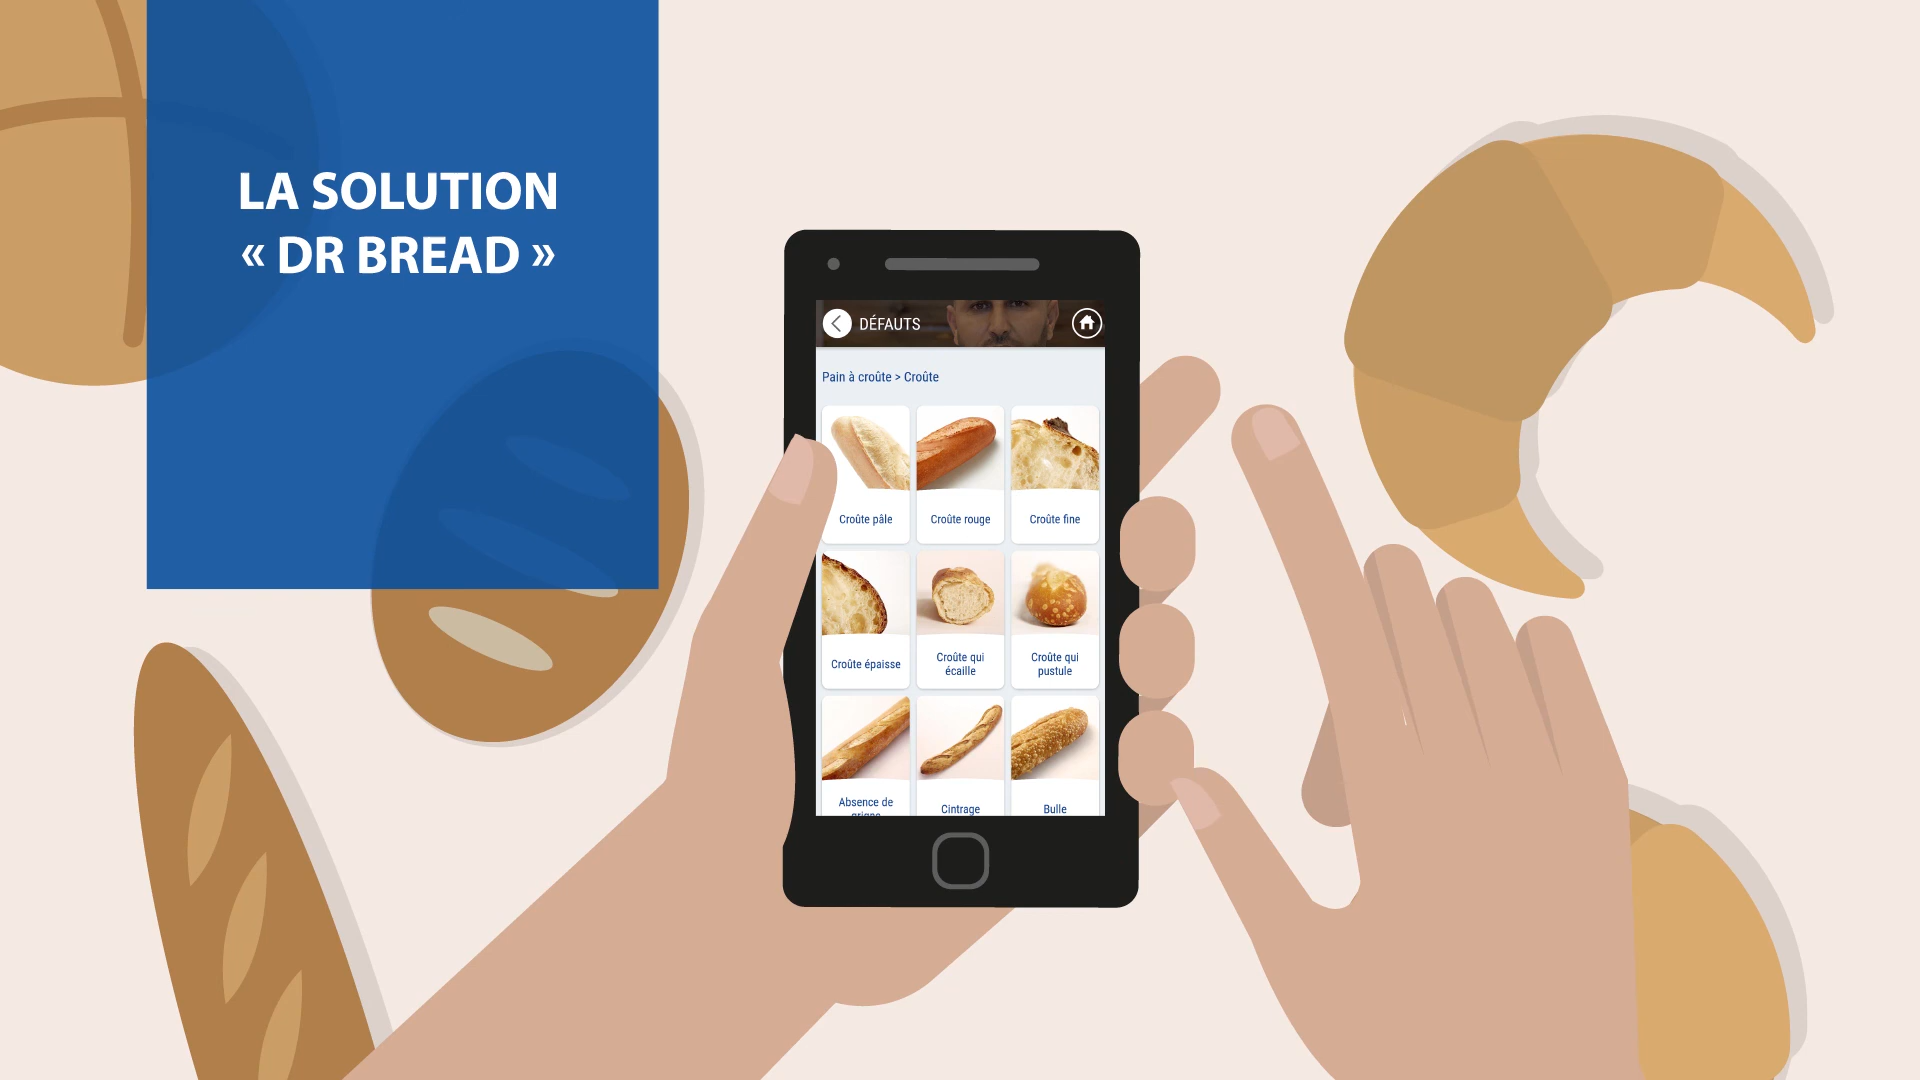 LA SOLUTION
« DR BREAD »
DÉFAUTS
Pain à croûte > Croûte
Croûte pâle
Croûte rouge
Croûte fine
Croûte épaisse
Croûte qui
écaille
Croûte qui
pustule
Absence de
Cintrage
Bulle